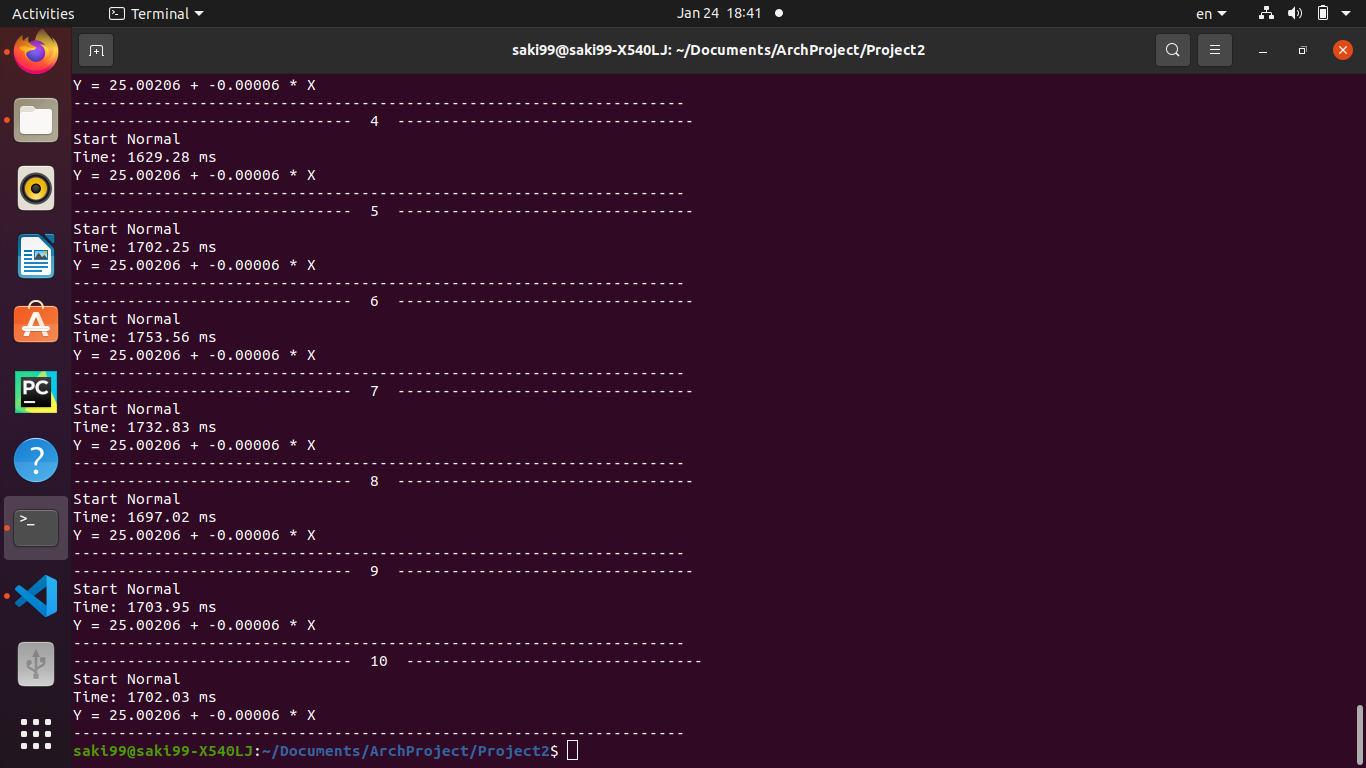 Activities Terminal Jan 24 18:41 en
saki99@saki99-X540LJ: ~/Documents/ArchProject/Project2
Y = 25.00206 + -0.00006 * X
--------------------------------------------------------------------
------------------------------- 4 ---------------------------------
Start Normal
Time: 1629.28 ms
Y = 25.00206 + -0.00006 * X
--------------------------------------------------------------------
------------------------------- 5 ---------------------------------
Start Normal
Time: 1702.25 ms
Y = 25.00206 + -0.00006 * X
--------------------------------------------------------------------
------------------------------- 6 ---------------------------------
Start Normal
Time: 1753.56 ms
Y = 25.00206 + -0.00006 * X
--------------------------------------------------------------------
------------------------------- 7 ---------------------------------
Start Normal
Time: 1732.83 ms
Y = 25.00206 + -0.00006 * X
--------------------------------------------------------------------
------------------------------- 8 ---------------------------------
Start Normal
Time: 1697.02 ms
Y = 25.00206 + -0.00006 * X
--------------------------------------------------------------------
------------------------------- 9 ---------------------------------
Start Normal
Time: 1703.95 ms
Y = 25.00206 + -0.00006 * X
--------------------------------------------------------------------
------------------------------- 10 ---------------------------------
Start Normal
Time: 1702.03 ms
Y = 25.00206 + -0.00006 * X
--------------------------------------------------------------------
saki99@saki99-X540LJ:~/Documents/ArchProject/Project2$
PC